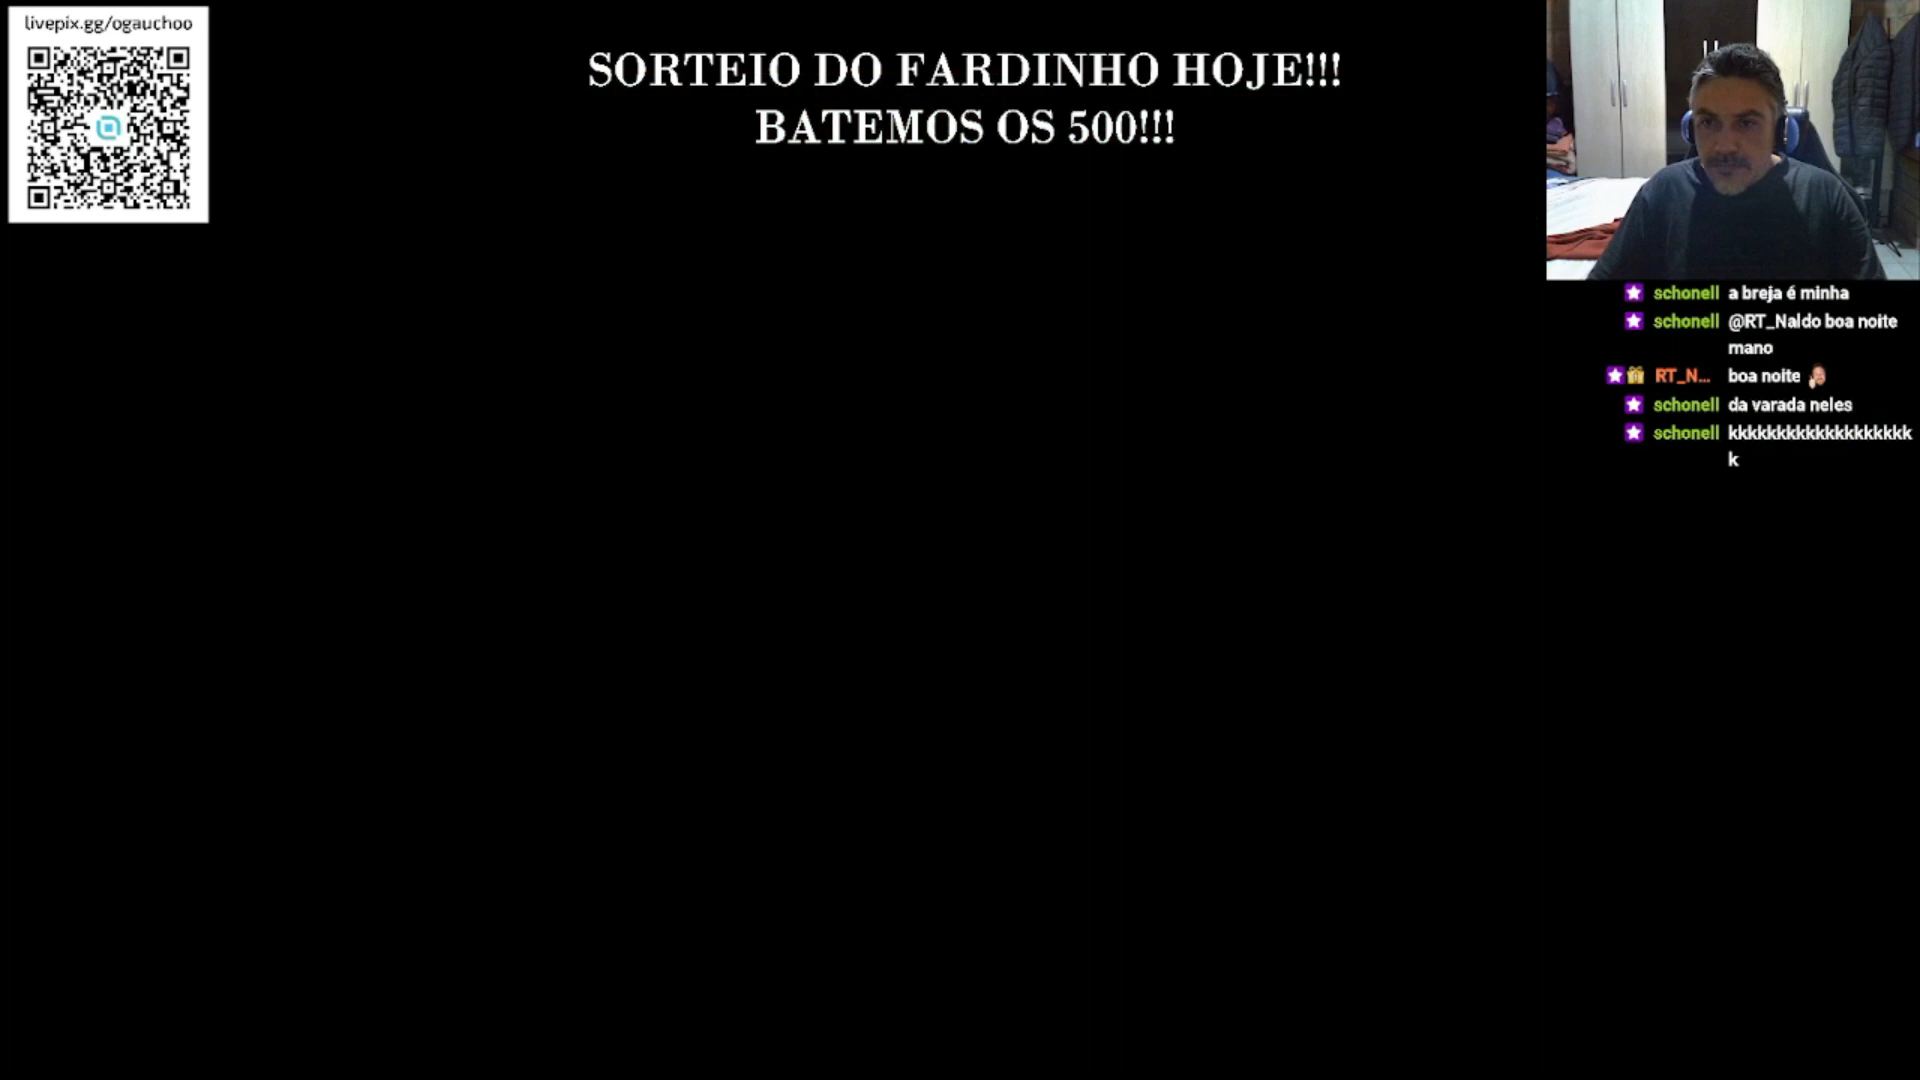 livepix.gg/ogauchoo
SORTEIO DO FARDINHO HOJE!!!
BATEMOS OS 500!!!
schonell a breja é minha
schonell @RT_Naldo boa noite
mano
RT_N... boa noite
schonell da varada neles
schonell kkkkkkkkkkkkkkkkkkk
k